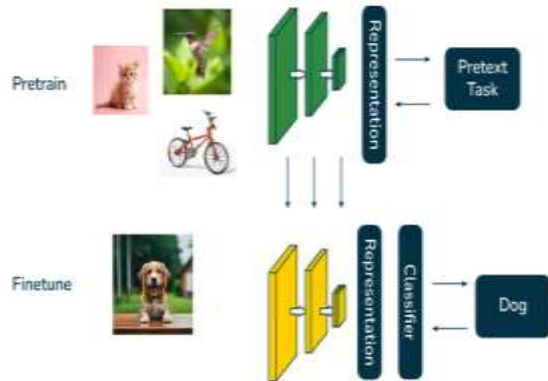 Pretrain
Representation
Pretext
Task
Finetune
Representation
Classifier
Dog